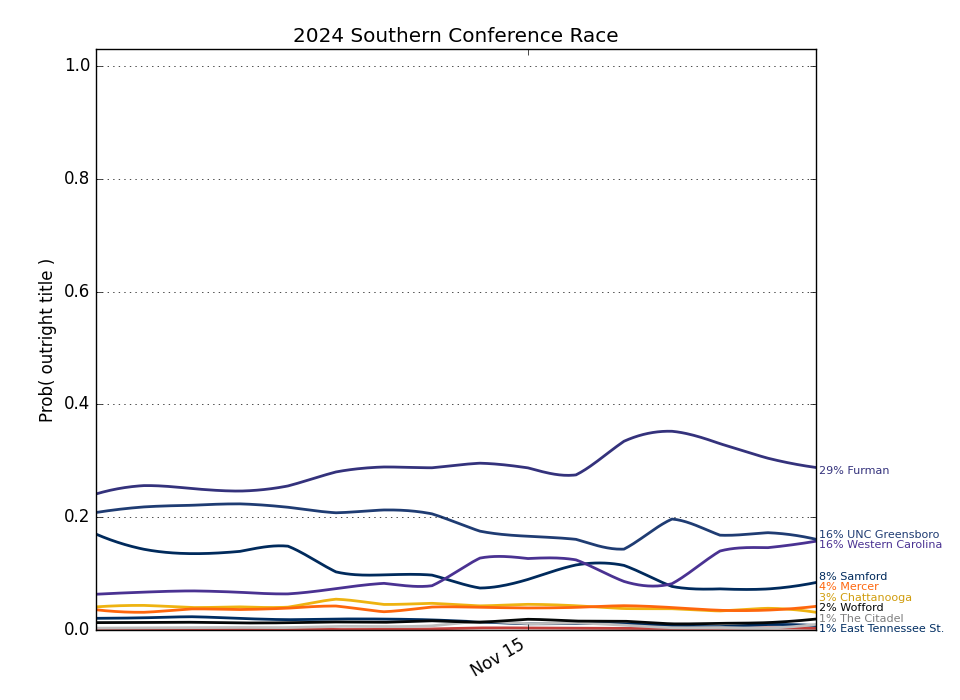 2024 Southern Conference Race
1.0
0.8
0.6
0.4
0.2
0.0
Prob( outright title )
Nov 15
29% Furman
16% UNC Greensboro
16% Western Carolina
8% Samford
4% Mercer
3% Chattanooga
2% Wofford
1% The Citadel
1% East Tennessee St.